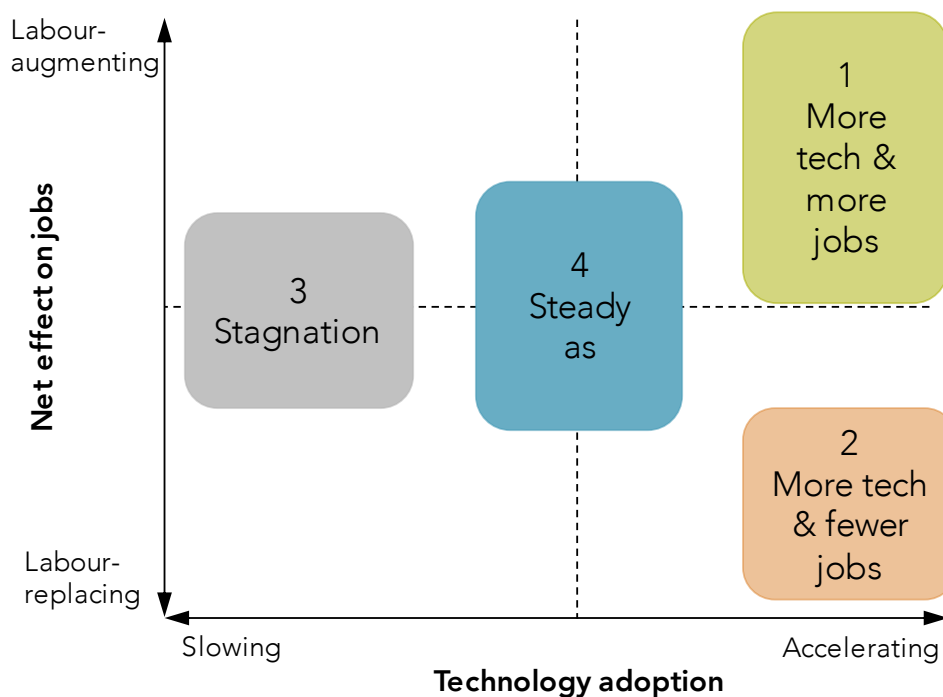 Labour-
augmenting
1
More
tech &
more
jobs
Net effect on jobs
3
Stagnation
4
Steady
as
2
More tech
& fewer
jobs
Labour-
replacing
Slowing
Accelerating
Technology adoption